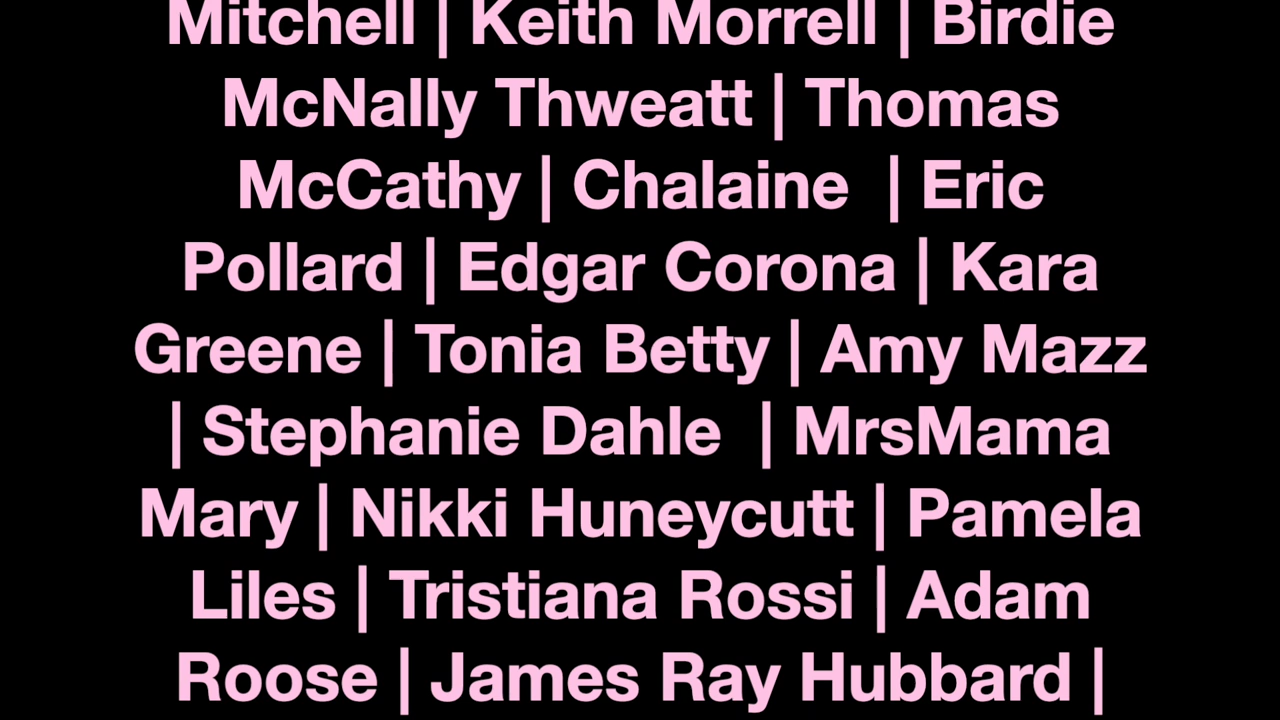 Mitchell | Keith Morrell | Birdie
McNally Thweatt | Thomas
McCathy | Chalaine  | Eric
Pollard | Edgar Corona | Kara
Greene | Tonia Betty | Amy Mazz
| Stephanie Dahle  | MrsMama
Mary | Nikki Huneycutt | Pamela
Liles | Tristiana Rossi | Adam
Roose | James Ray Hubbard |